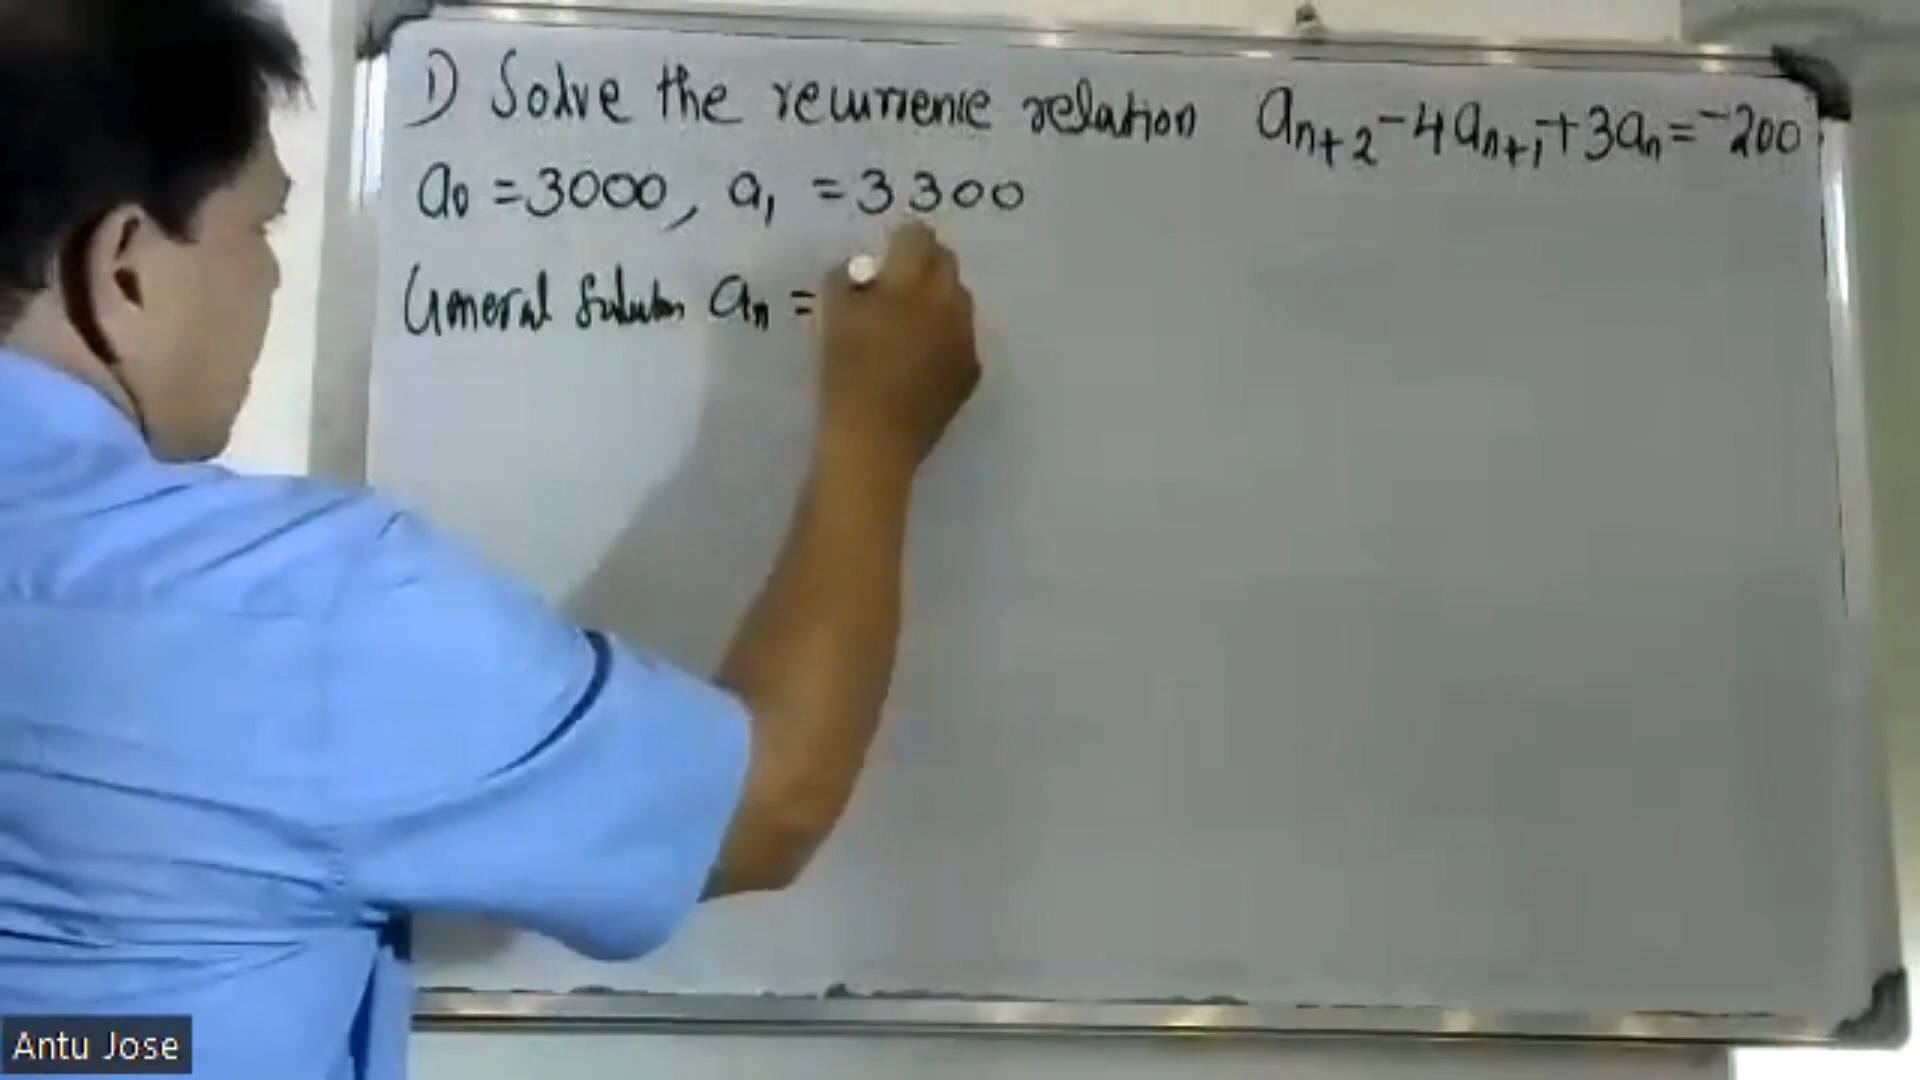 1) Solve the recurrence relation aₙ₊₂ - 4aₙ₊₁ + 3aₙ = -200
a₀ = 3000, a₁ = 3300
General Solution aₙ =
Antu Jose